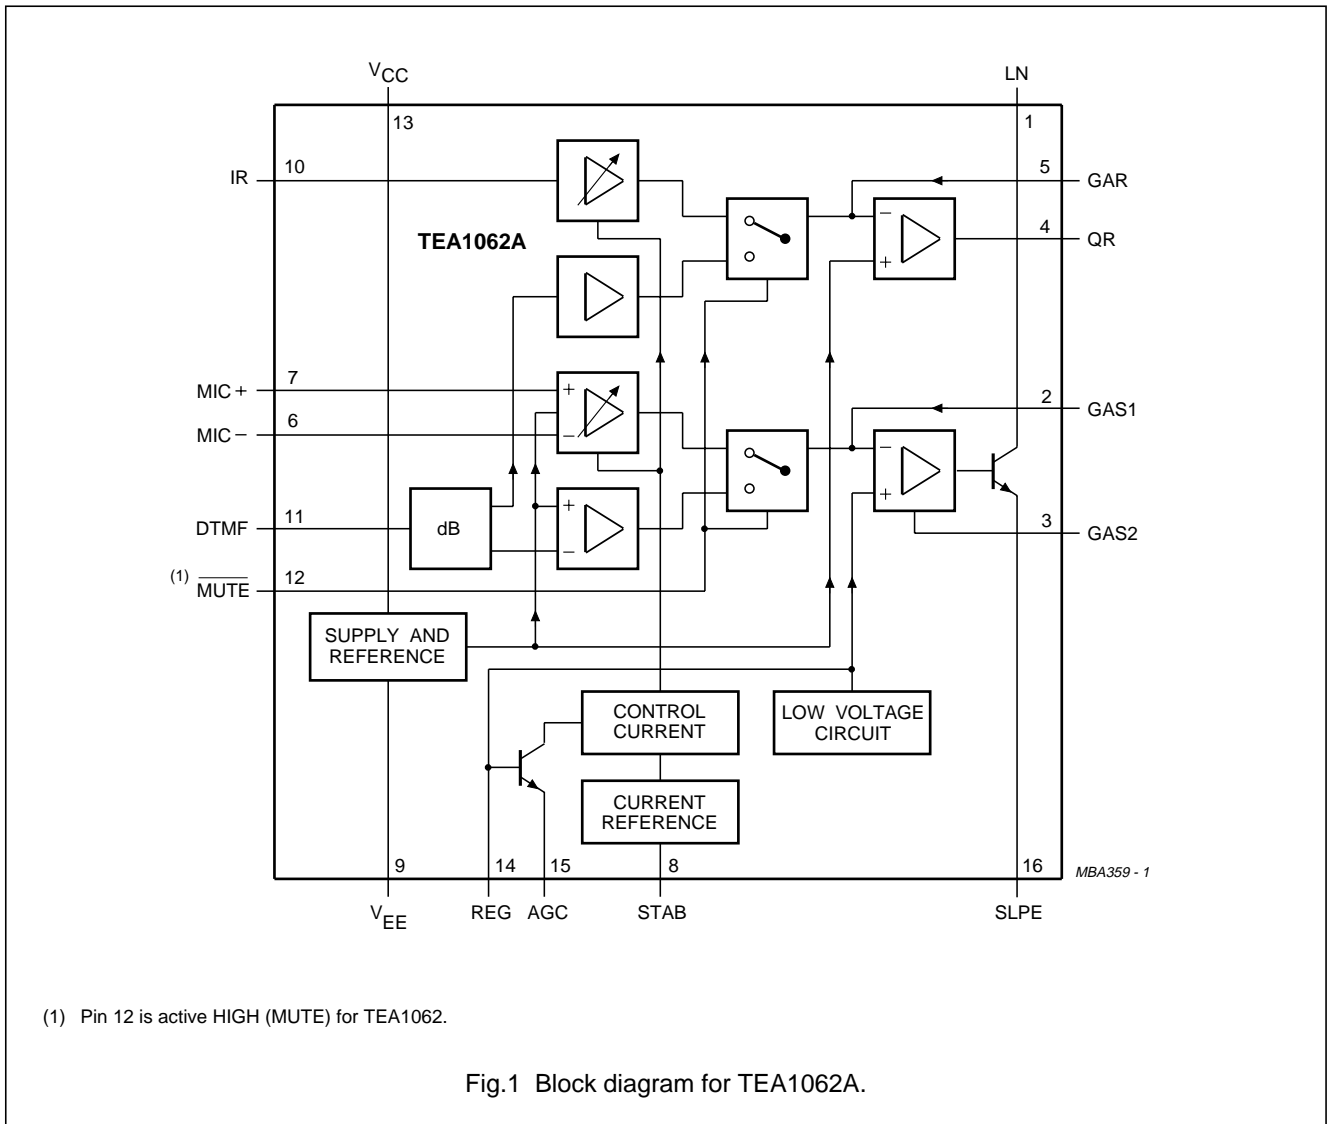 VCC
LN
13
1
IR
10
5
GAR
TEA1062A
−
4
QR
+
7
MIC +
+
2
GAS1
6
MIC −
−
−
+
+
11
DTMF
dB
3
GAS2
−
(1)
MUTE
12
SUPPLY AND
REFERENCE
CONTROL
CURRENT
LOW VOLTAGE
CIRCUIT
CURRENT
REFERENCE
9
14
15
8
16
MBA359 - 1
VEE
REG
AGC
STAB
SLPE
(1) Pin 12 is active HIGH (MUTE) for TEA1062.
Fig.1 Block diagram for TEA1062A.